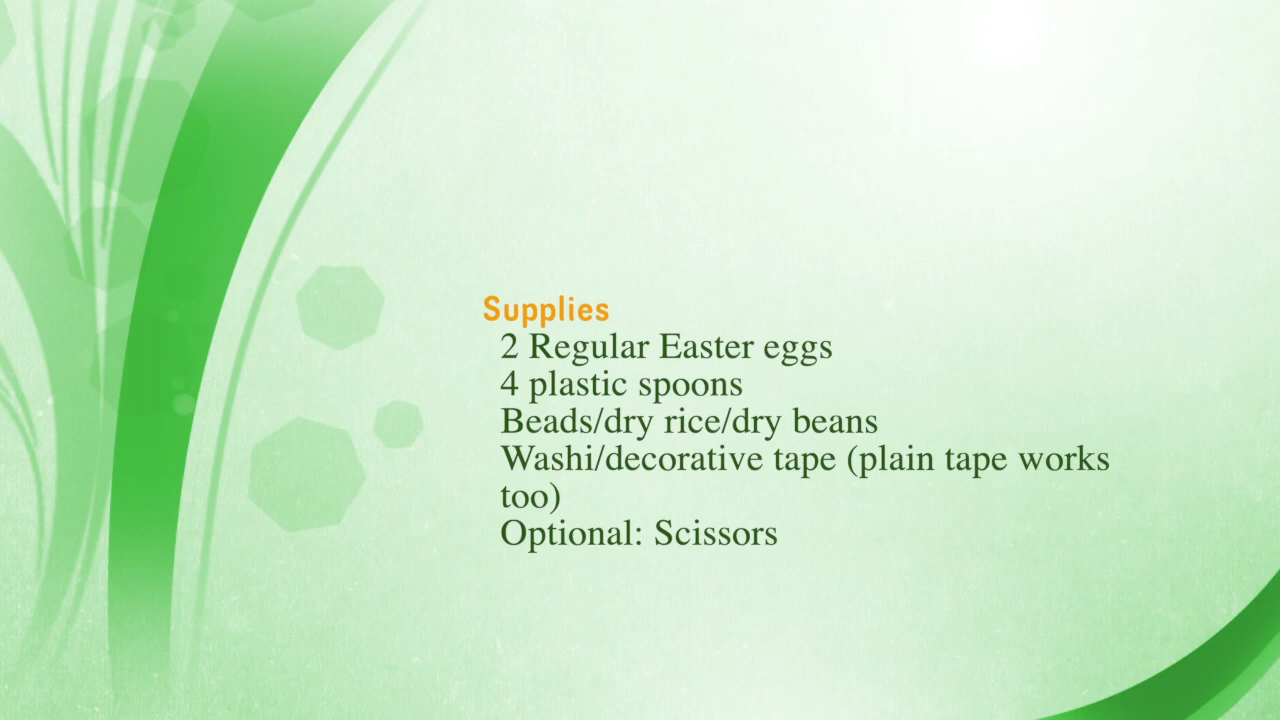 Supplies
2 Regular Easter eggs
4 plastic spoons
Beads/dry rice/dry beans
Washi/decorative tape (plain tape works
too)
Optional: Scissors